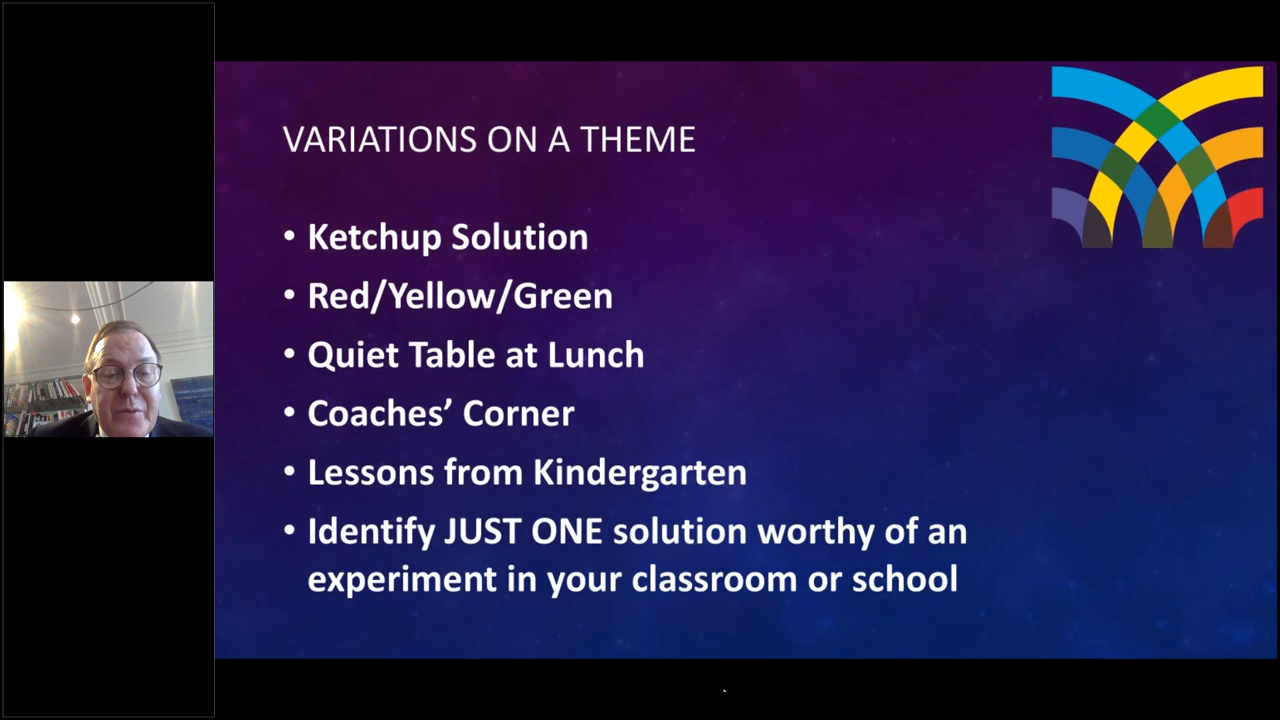 VARIATIONS ON A THEME
• Ketchup Solution
• Red/Yellow/Green
• Quiet Table at Lunch
• Coaches’ Corner
• Lessons from Kindergarten
• Identify JUST ONE solution worthy of an
experiment in your classroom or school